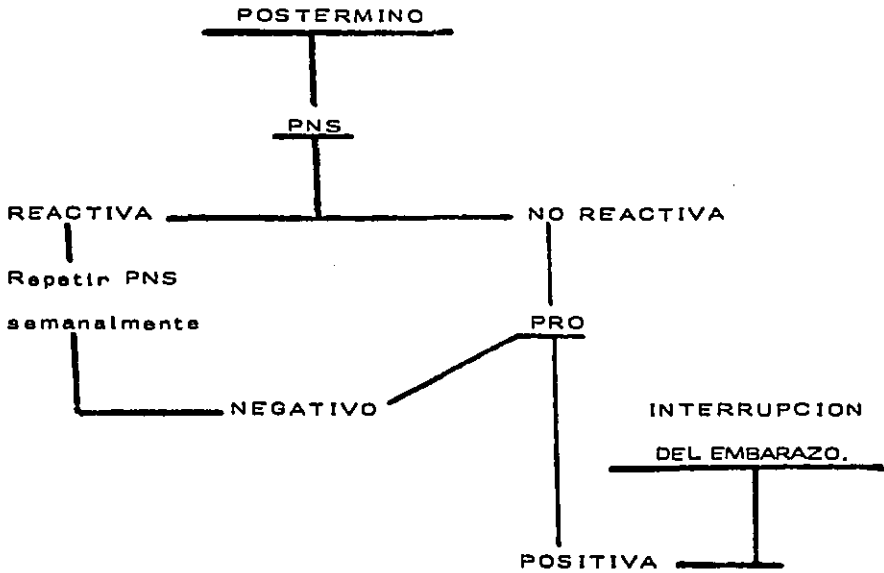 POSTERMINO
PNS
REACTIVA
NO REACTIVA
Repetir PNS
semanalmente
PRO
NEGATIVO
INTERRUPCION
DEL EMBARAZO.
POSITIVA